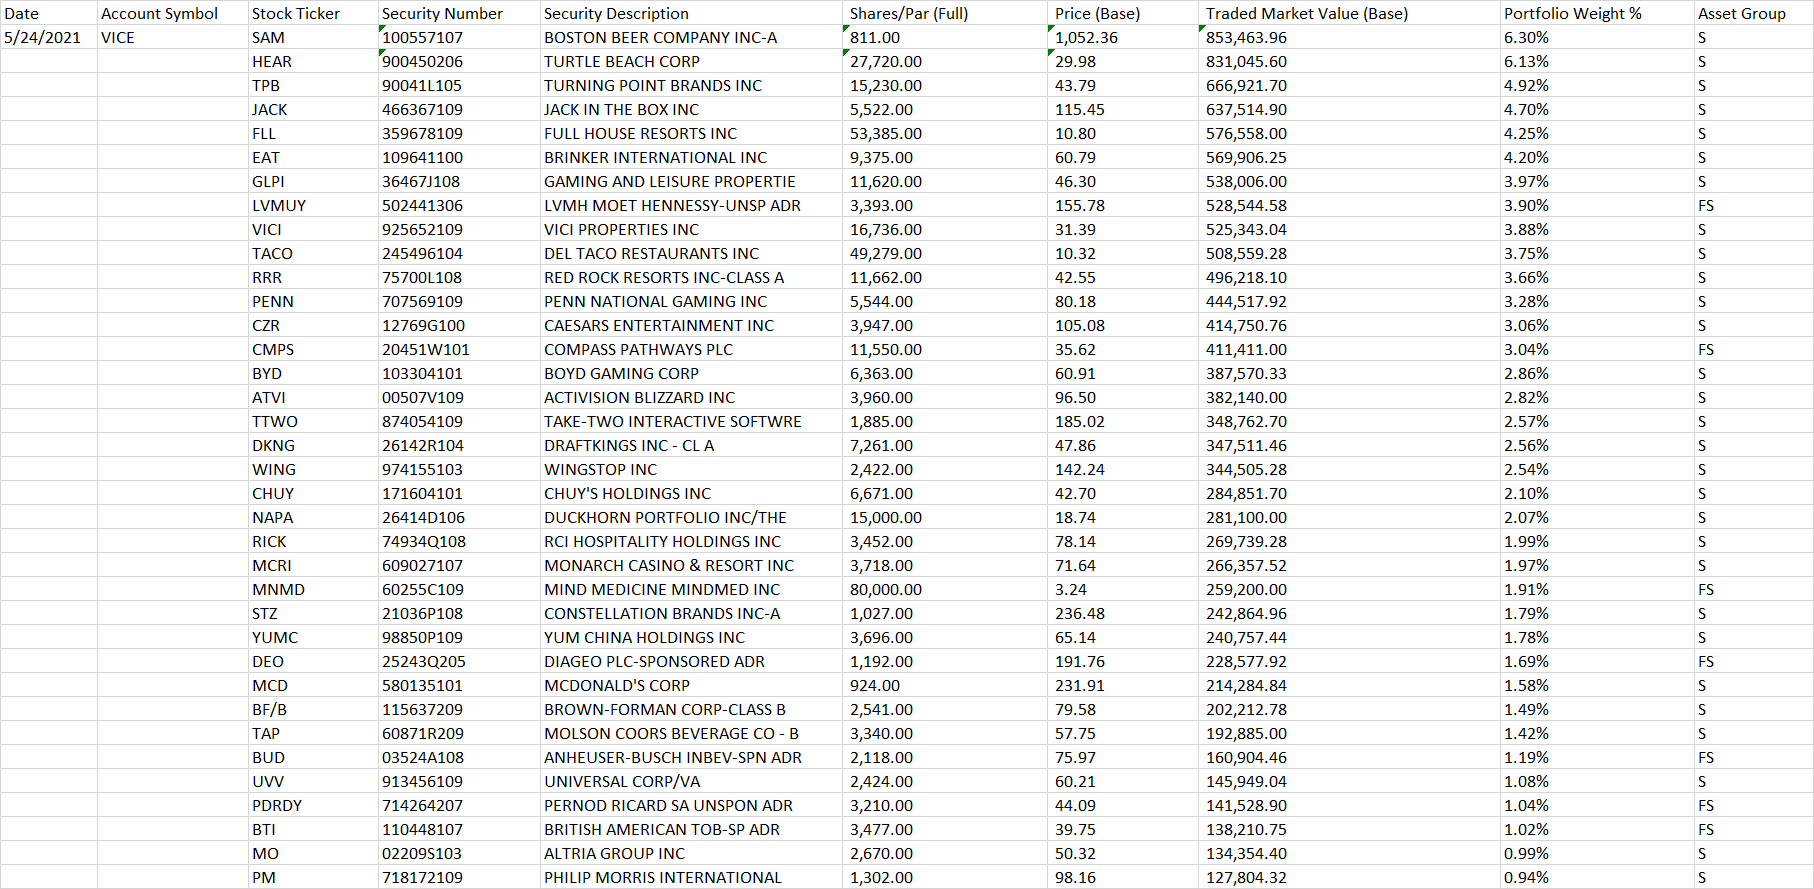 Date Account Symbol Stock Ticker Security Number Security Description Shares/Par (Full) Price (Base) Traded Market Value (Base) Portfolio Weight % Asset Group
5/24/2021 VICE SAM 100557107 BOSTON BEER COMPANY INC-A 811.00 1,052.36 853,463.96 6.30% S
HEAR 900450206 TURTLE BEACH CORP 27,720.00 29.98 831,045.60 6.13% S
TPB 90041L105 TURNING POINT BRANDS INC 15,230.00 43.79 666,921.70 4.92% S
JACK 466367109 JACK IN THE BOX INC 5,522.00 115.45 637,514.90 4.70% S
FLL 359678109 FULL HOUSE RESORTS INC 53,385.00 10.80 576,558.00 4.25% S
EAT 109641100 BRINKER INTERNATIONAL INC 9,375.00 60.79 569,906.25 4.20% S
GLPI 36467J108 GAMING AND LEISURE PROPERTIE 11,620.00 46.30 538,006.00 3.97% S
LVMUY 502441306 LVMH MOET HENNESSY-UNSP ADR 3,393.00 155.78 528,544.58 3.90% FS
VICI 925652109 VICI PROPERTIES INC 16,736.00 31.39 525,343.04 3.88% S
TACO 245496104 DEL TACO RESTAURANTS INC 49,279.00 10.32 508,559.28 3.75% S
RRR 75700L108 RED ROCK RESORTS INC-CLASS A 11,662.00 42.55 496,218.10 3.66% S
PENN 707569109 PENN NATIONAL GAMING INC 5,544.00 80.18 444,517.92 3.28% S
CZR 12769G100 CAESARS ENTERTAINMENT INC 3,947.00 105.08 414,750.76 3.06% S
CMPS 20451W101 COMPASS PATHWAYS PLC 11,550.00 35.62 411,411.00 3.04% FS
BYD 103304101 BOYD GAMING CORP 6,363.00 60.91 387,570.33 2.86% S
ATVI 00507V109 ACTIVISION BLIZZARD INC 3,960.00 96.50 382,140.00 2.82% S
TTWO 874054109 TAKE-TWO INTERACTIVE SOFTWRE 1,885.00 185.02 348,762.70 2.57% S
DKNG 26142R104 DRAFTKINGS INC - CL A 7,261.00 47.86 347,511.46 2.56% S
WING 974155103 WINGSTOP INC 2,422.00 142.24 344,505.28 2.54% S
CHUY 171604101 CHUY'S HOLDINGS INC 6,671.00 42.70 284,851.70 2.10% S
NAPA 26414D106 DUCKHORN PORTFOLIO INC/THE 15,000.00 18.74 281,100.00 2.07% S
RICK 74934Q108 RCI HOSPITALITY HOLDINGS INC 3,452.00 78.14 269,739.28 1.99% S
MCRI 609027107 MONARCH CASINO & RESORT INC 3,718.00 71.64 266,357.52 1.97% S
MNMD 60255C109 MIND MEDICINE MINDMED INC 80,000.00 3.24 259,200.00 1.91% FS
STZ 21036P108 CONSTELLATION BRANDS INC-A 1,027.00 236.48 242,864.96 1.79% S
YUMC 98850P109 YUM CHINA HOLDINGS INC 3,696.00 65.14 240,757.44 1.78% S
DEO 25243Q205 DIAGEO PLC-SPONSORED ADR 1,192.00 191.76 228,577.92 1.69% FS
MCD 580135101 MCDONALD'S CORP 924.00 231.91 214,284.84 1.58% S
BF/B 115637209 BROWN-FORMAN CORP-CLASS B 2,541.00 79.58 202,212.78 1.49% S
TAP 60871R209 MOLSON COORS BEVERAGE CO - B 3,340.00 57.75 192,885.00 1.42% S
BUD 03524A108 ANHEUSER-BUSCH INBEV-SPN ADR 2,118.00 75.97 160,904.46 1.19% FS
UVV 913456109 UNIVERSAL CORP/VA 2,424.00 60.21 145,949.04 1.08% S
PDRDY 714264207 PERNOD RICARD SA UNSPON ADR 3,210.00 44.09 141,528.90 1.04% FS
BTI 110448107 BRITISH AMERICAN TOB-SP ADR 3,477.00 39.75 138,210.75 1.02% FS
MO 02209S103 ALTRIA GROUP INC 2,670.00 50.32 134,354.40 0.99% S
PM 718172109 PHILIP MORRIS INTERNATIONAL 1,302.00 98.16 127,804.32 0.94% S